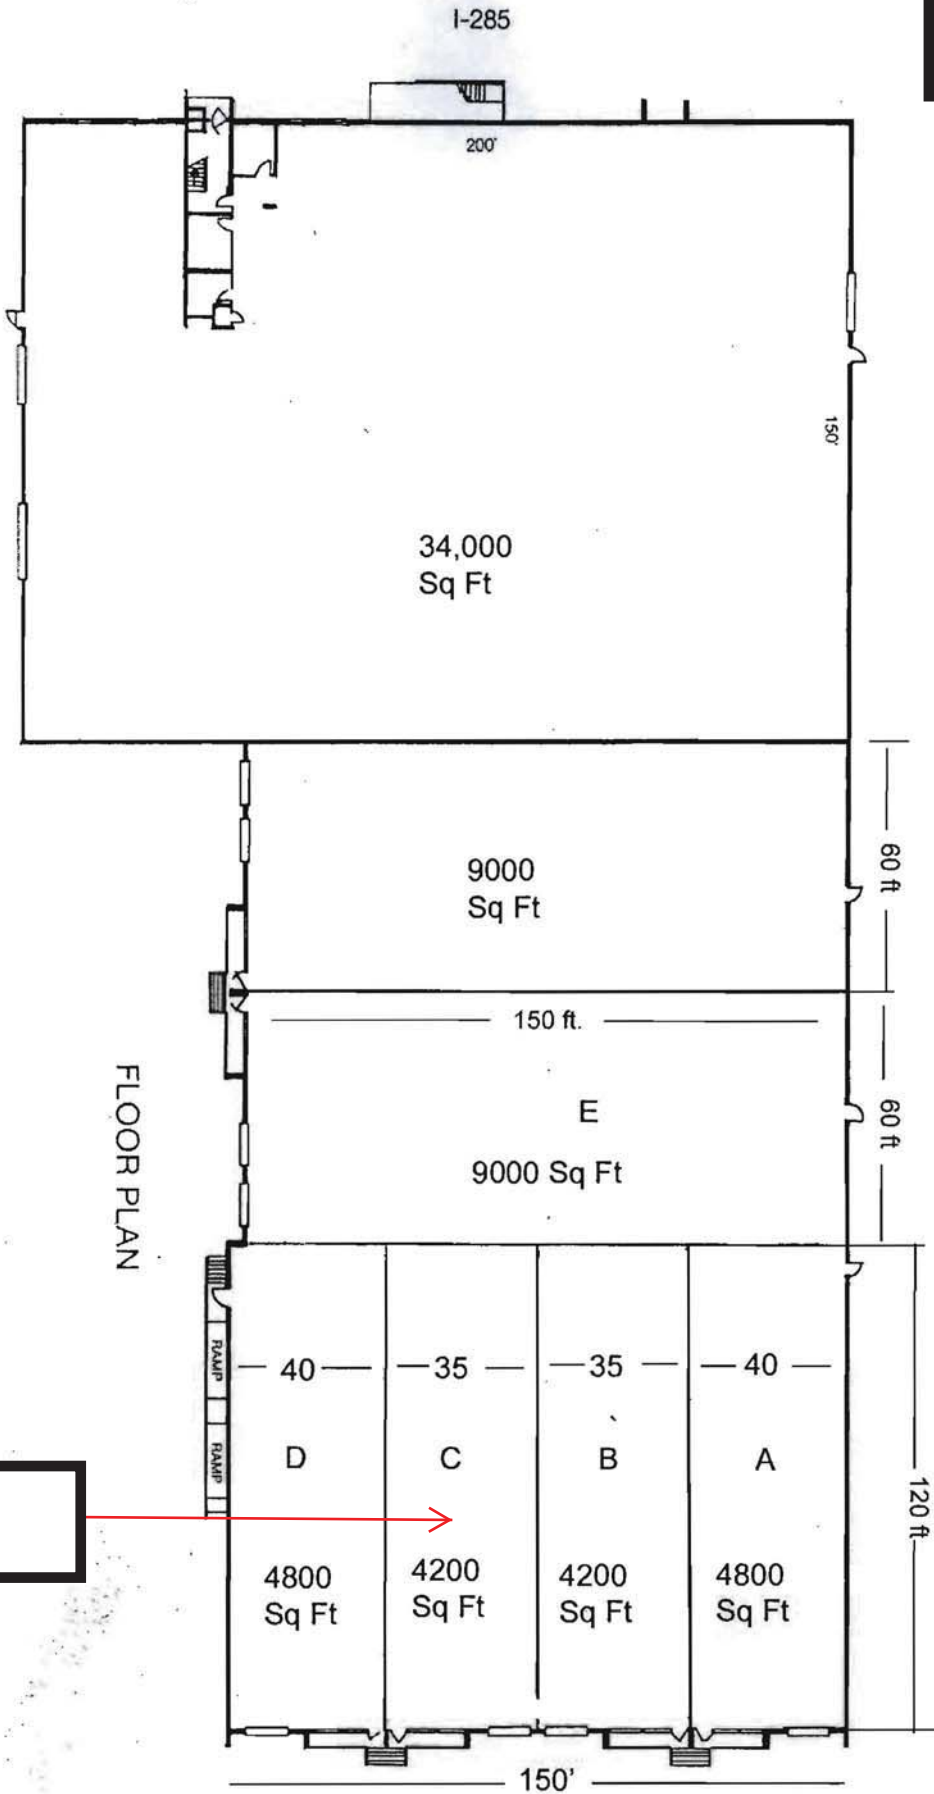 I-285
200'
150'
34,000
Sq Ft
9000
Sq Ft
60 ft
150 ft.
E
60 ft
9000 Sq Ft
FLOOR PLAN
RAMP
RAMP
40
35
35
40
D
C
B
A
120 ft
4800
Sq Ft
4200
Sq Ft
4200
Sq Ft
4800
Sq Ft
150'